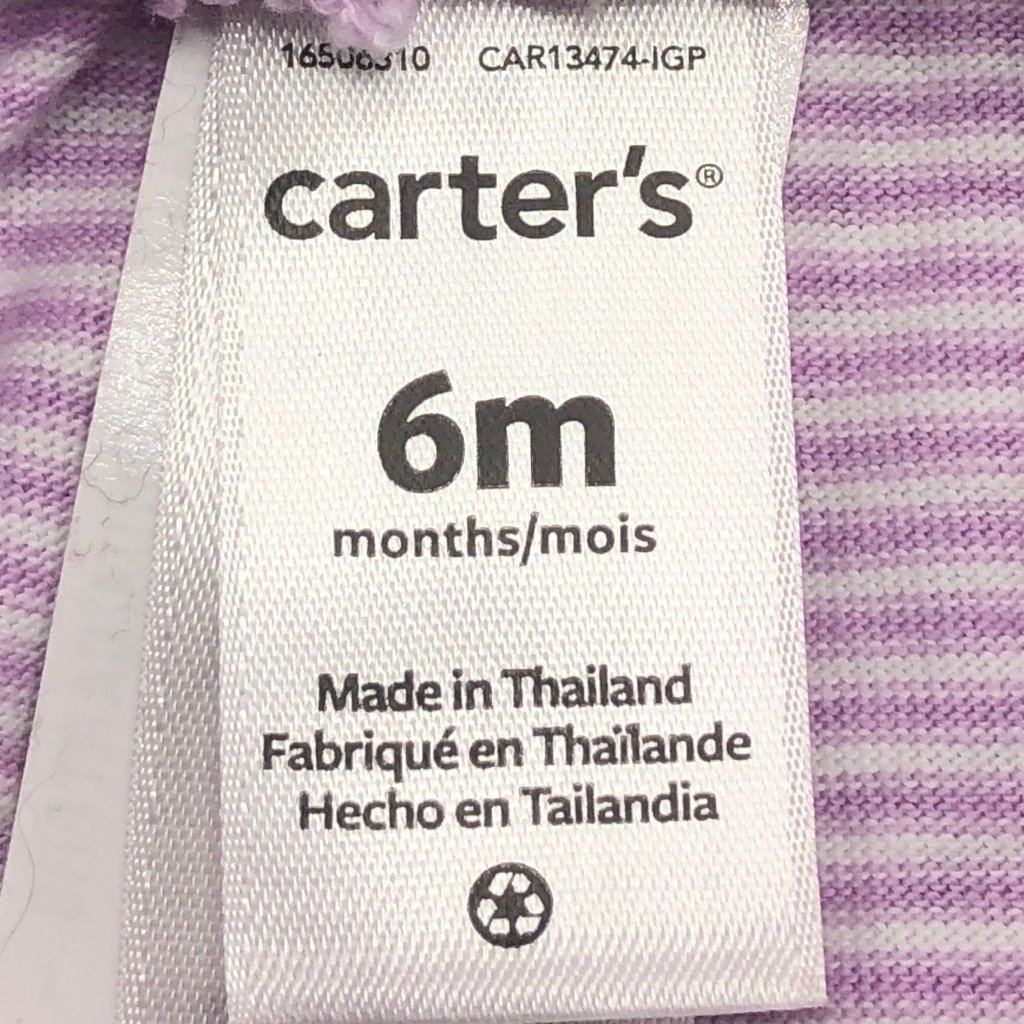 CAR13474-IGP
carter's®
6m
months/mois
Made in Thailand
Fabriqué en Thaïlande
Hecho en Tailandia